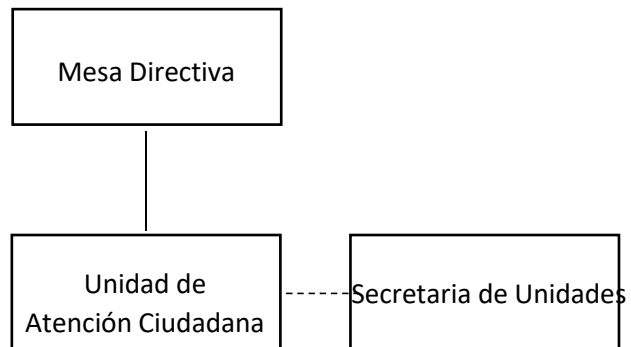 Mesa Directiva
Unidad de
Atención Ciudadana
Secretaria de Unidades